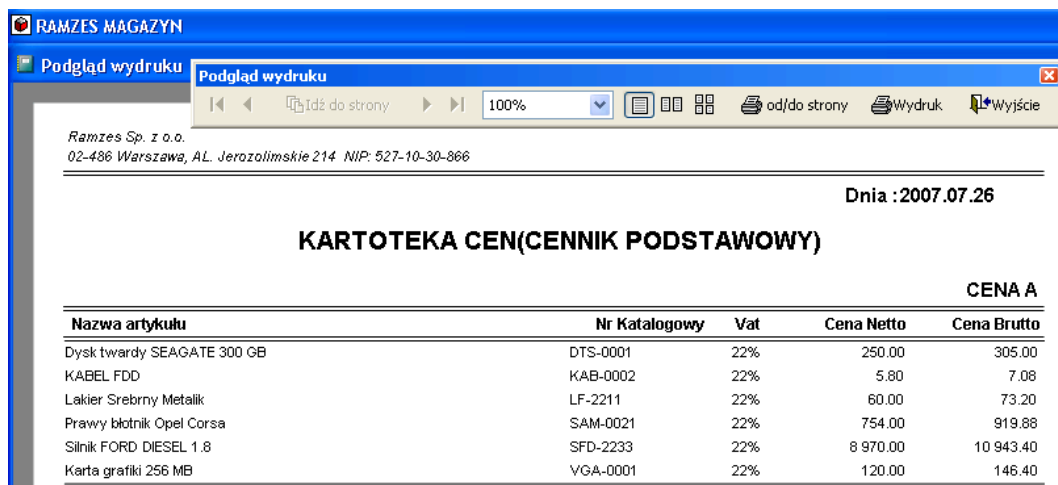 RAMZES MAGAZYN
Podgląd wydruku
Podgląd wydruku
Idź do strony 100% od/do strony Wydruk Wyjście
Ramzes Sp. z o.o.
02-486 Warszawa, AL. Jerozolimskie 214 NIP: 527-10-30-866
Dnia :2007.07.26
KARTOTEKA CEN(CENNIK PODSTAWOWY)
CENA A
Nazwa artykułu Nr Katalogowy Vat Cena Netto Cena Brutto
Dysk twardy SEAGATE 300 GB DTS-0001 22% 250.00 305.00
KABEL FDD KAB-0002 22% 5.80 7.08
Lakier Srebrny Metalik LF-2211 22% 60.00 73.20
Prawy błotnik Opel Corsa SAM-0021 22% 754.00 919.88
Silnik FORD DIESEL 1.8 SFD-2233 22% 8 970.00 10 943.40
Karta grafiki 256 MB VGA-0001 22% 120.00 146.40